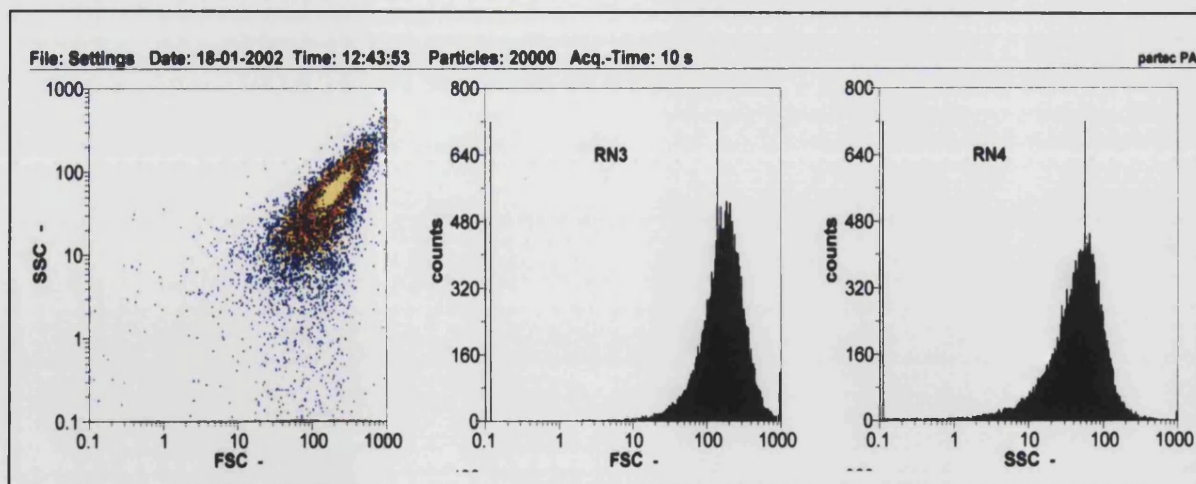 File: Settings Date: 18-01-2002 Time: 12:43:53 Particles: 20000 Acq.-Time: 10 s
partec PA
1000
100
10
1
0.1
SSC -
0.1 1 10 100 1000
FSC -
800
640
480
320
160
0
counts
RN3
0.1 1 10 100 1000
FSC -
800
640
480
320
160
0
counts
RN4
0.1 1 10 100 1000
SSC -